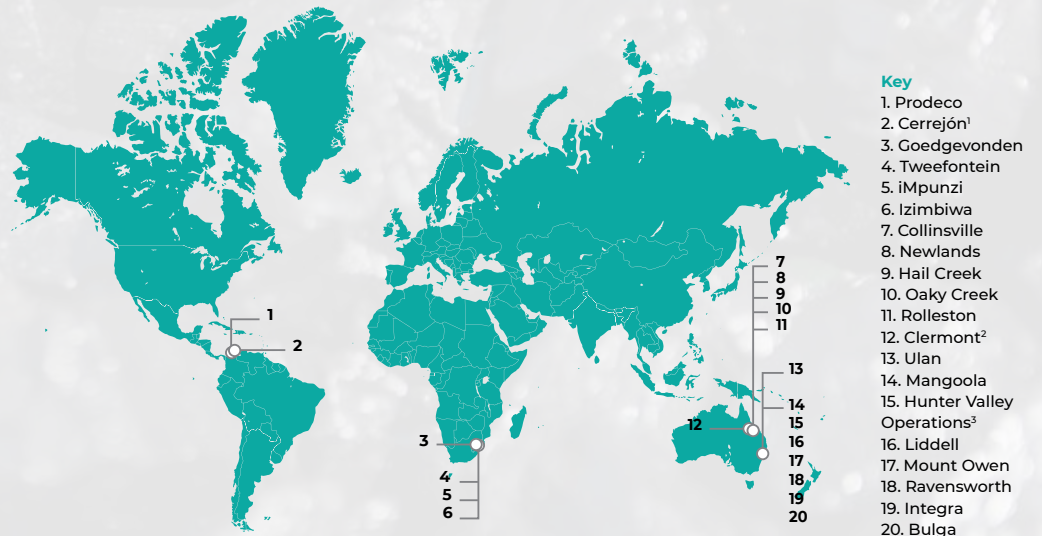 1
2
3
4
5
6
7
8
9
10
11
12
13
14
15
16
17
18
19
20
Key
1. Prodeco
2. Cerrejón¹
3. Goedgevonden
4. Tweefontein
5. iMpunzi
6. Izimbiwa
7. Collinsville
8. Newlands
9. Hail Creek
10. Oaky Creek
11. Rolleston
12. Clermont²
13. Ulan
14. Mangoola
15. Hunter Valley
Operations³
16. Liddell
17. Mount Owen
18. Ravensworth
19. Integra
20. Bulga